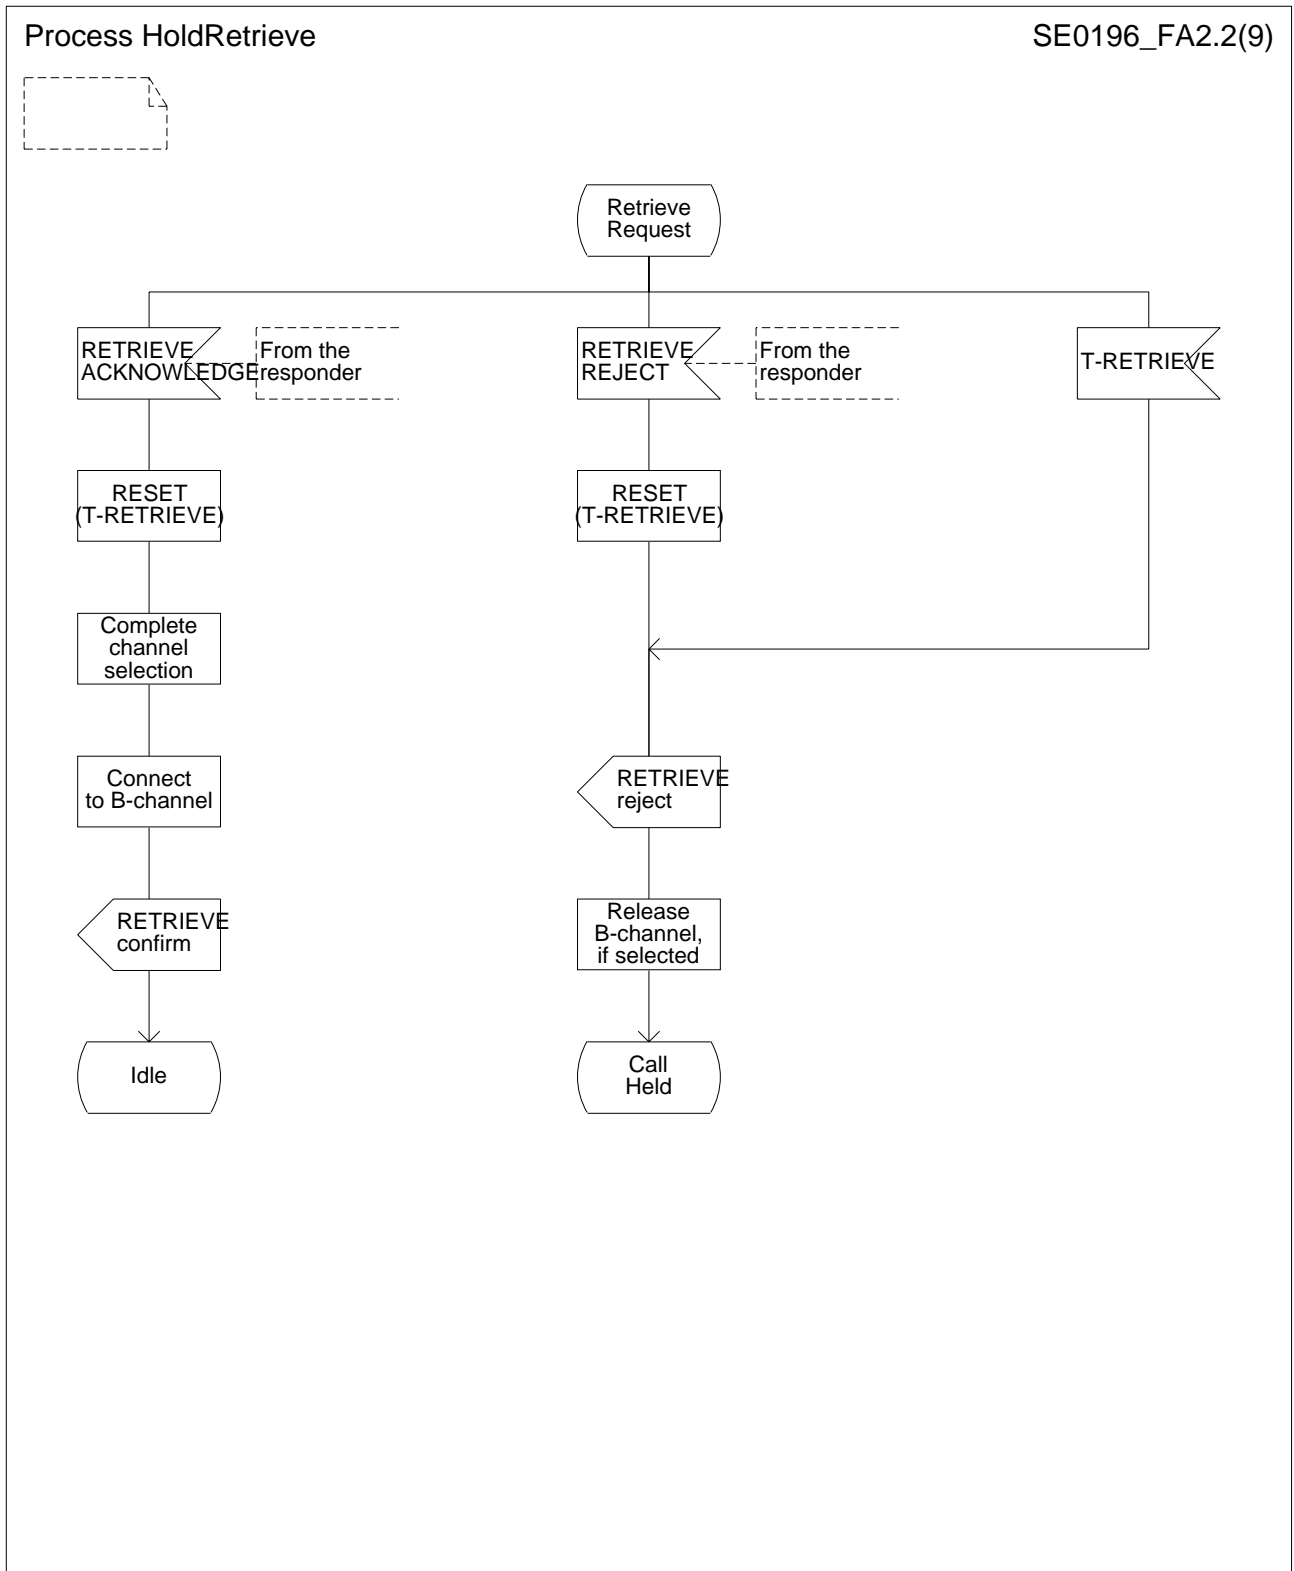 Process HoldRetrieve
SE0196_FA2.2(9)
Retrieve
Request
RETRIEVE
ACKNOWLEDGE
From the
responder
RETRIEVE
REJECT
From the
responder
T-RETRIEVE
RESET
(T-RETRIEVE)
RESET
(T-RETRIEVE)
Complete
channel
selection
Connect
to B-channel
RETRIEVE
reject
RETRIEVE
confirm
Release
B-channel,
if selected
Idle
Call
Held